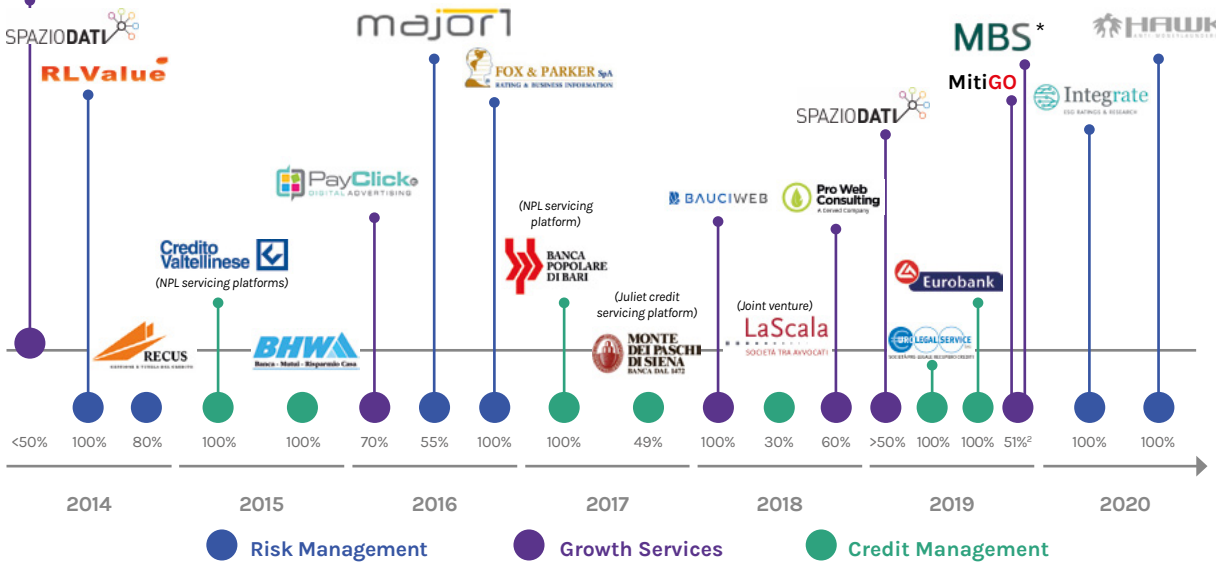 SPAZIODATI
RLValue
major1
FOX & PARKER SpA
RATING & BUSINESS INFORMATION
MBS *
MitiGO
HAWK
Integrate
ESG RATINGS & RESEARCH
SPAZIODATI
PayClick
DIGITAL ADVERTISING
BAUCIWEB
Pro Web
Consulting
A Cerved Company
(NPL servicing
platform)
BANCA
POPOLARE
DI BARI
Credito
Valtellinese
(NPL servicing platforms)
Eurobank
(Juliet credit
servicing platform)
MONTE
DEI PASCHI
DI SIENA
BANCA DAL 1472
(Joint venture)
LaScala
SOCIETÀ TRA AVVOCATI
RECUS
BHW
Banca - Mutui - Risparmio Casa
EUROLEGALSERVICE
<50% 100% 80% 100% 100% 70% 55% 100% 100% 49% 100% 30% 60% >50% 100% 100% 51%² 100% 100%
2014 2015 2016 2017 2018 2019 2020
Risk Management Growth Services Credit Management